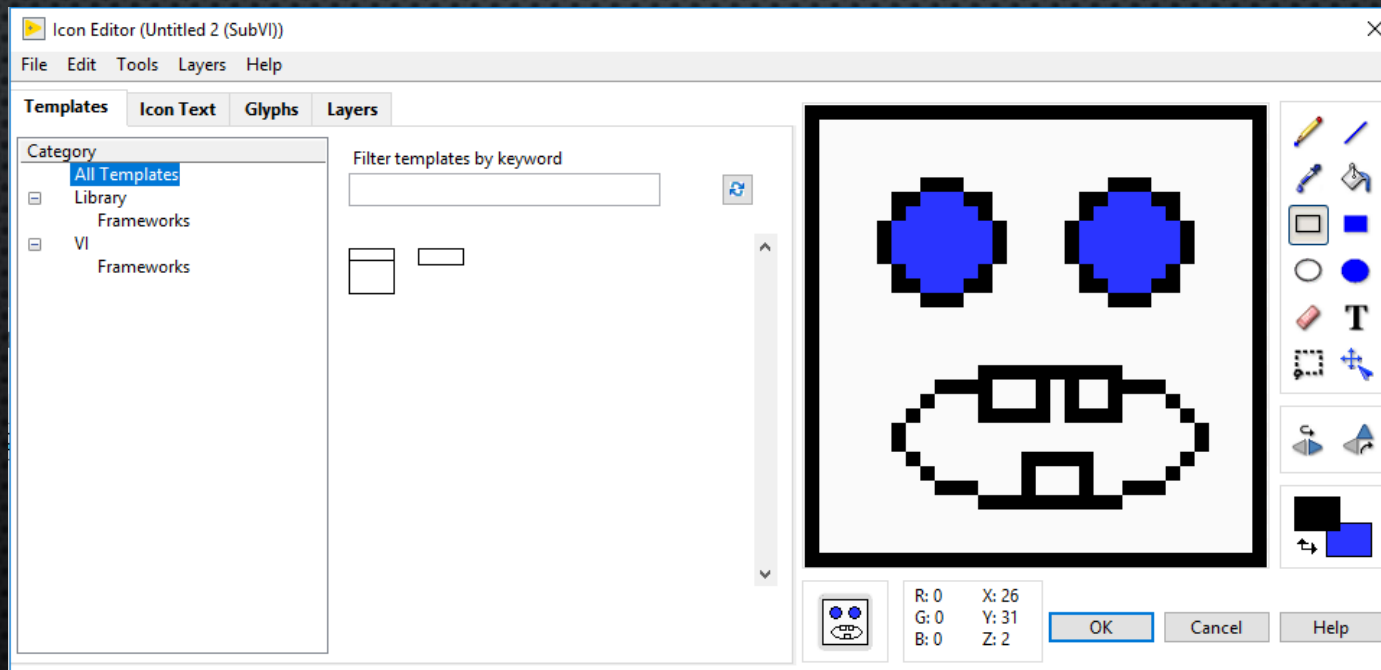 Icon Editor (Untitled 2 (SubVI))
File Edit Tools Layers Help
Templates Icon Text Glyphs Layers
Category
All Templates
Library
Frameworks
VI
Frameworks
Filter templates by keyword
T
R: 0 X: 26
G: 0 Y: 31
B: 0 Z: 2
OK Cancel Help